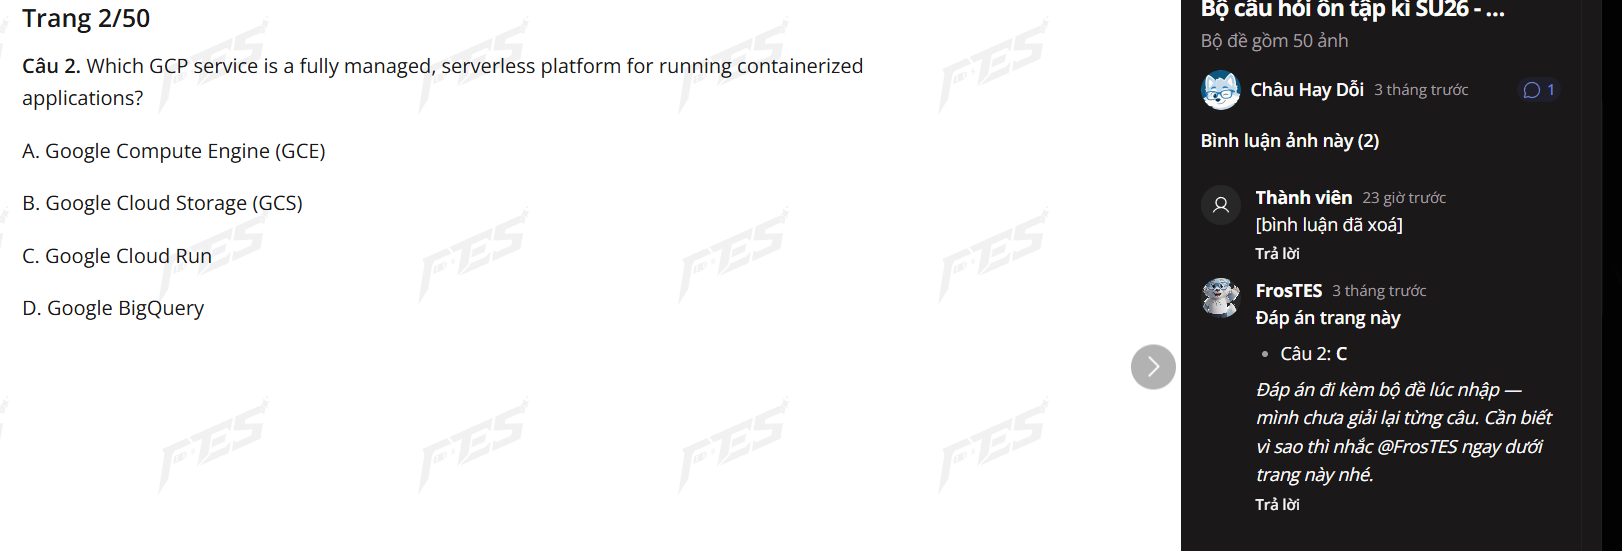 Trang 2/50
Câu 2. Which GCP service is a fully managed, serverless platform for running containerized
applications?
A. Google Compute Engine (GCE)
B. Google Cloud Storage (GCS)
C. Google Cloud Run
D. Google BigQuery
Bộ câu hỏi ôn tập kì SU26 - ...
Bộ đề gồm 50 ảnh
Châu Hay Dỗi 3 tháng trước 1
Bình luận ảnh này (2)
Thành viên 23 giờ trước
[bình luận đã xoá]
Trả lời
FrosTES 3 tháng trước
Đáp án trang này
• Câu 2: C
Đáp án đi kèm bộ đề lúc nhập —
mình chưa giải lại từng câu. Cần biết
vì sao thì nhắc @FrosTES ngay dưới
trang này nhé.
Trả lời